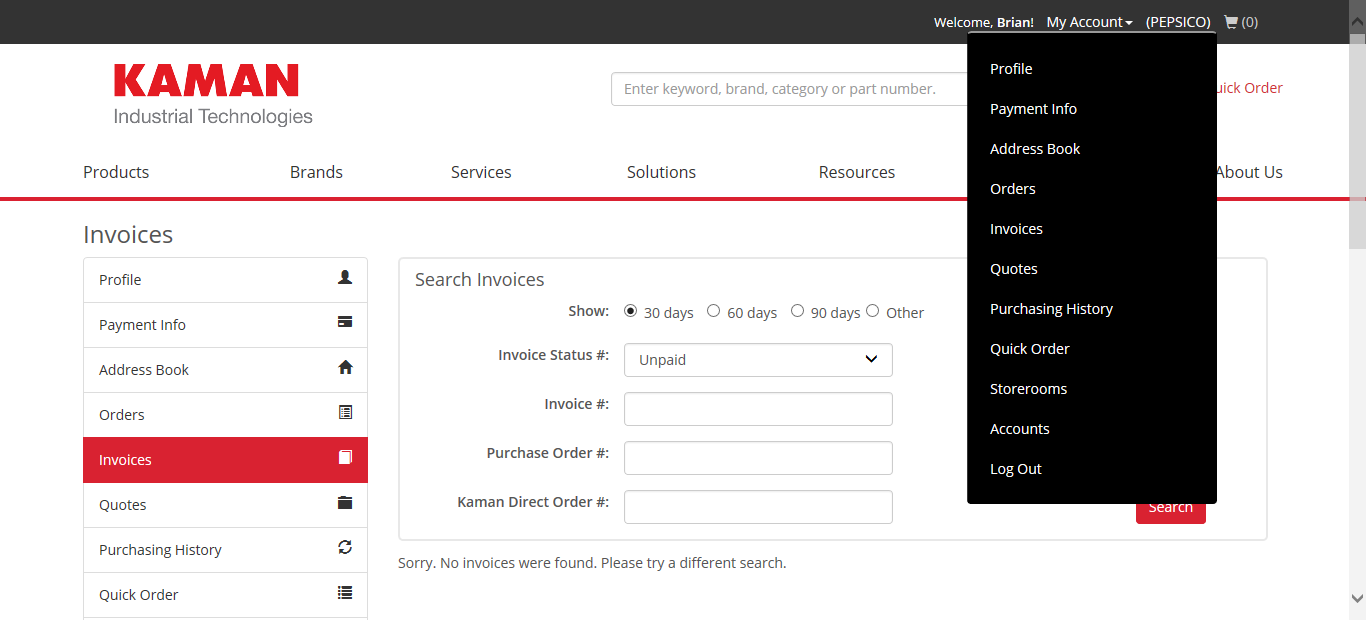 Welcome, Brian! My Account (PEPSICO) (0)
KAMAN
Industrial Technologies
Enter keyword, brand, category or part number.
uick Order
Products Brands Services Solutions Resources About Us
Profile
Payment Info
Address Book
Orders
Invoices
Quotes
Purchasing History
Quick Order
Storerooms
Accounts
Log Out
Invoices
Profile
Payment Info
Address Book
Orders
Invoices
Quotes
Purchasing History
Quick Order
Search Invoices
Show: 30 days 60 days 90 days Other
Invoice Status #: Unpaid
Invoice #:
Purchase Order #:
Kaman Direct Order #:
Search
Sorry. No invoices were found. Please try a different search.